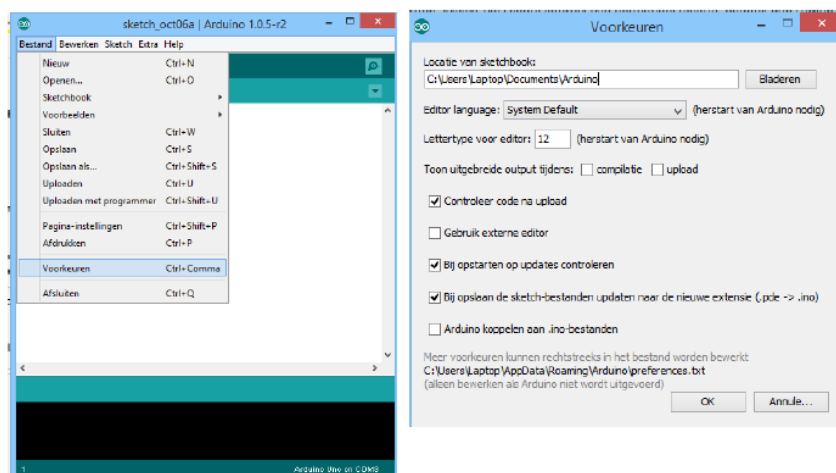 sketch_oct06a | Arduino 1.0.5-r2
Bestand Bewerken Sketch Extra Help
Nieuw Ctrl+N
Openen... Ctrl+O
Sketchbook
Voorbeelden
Sluiten Ctrl+W
Opslaan Ctrl+S
Opslaan als... Ctrl+Shift+S
Uploaden Ctrl+U
Uploaden met programmer Ctrl+Shift+U
Pagina-instellingen Ctrl+Shift+P
Afdrukken Ctrl+P
Voorkeuren Ctrl+Comma
Afsluiten Ctrl+Q
1 Arduino Uno on COM3
Voorkeuren
Locatie van sketchbook:
C:\Users\Laptop\Documents\Arduino Bladeren
Editor language: System Default (herstart van Arduino nodig)
Lettertype voor editor: 12 (herstart van Arduino nodig)
Toon uitgebreide output tijdens: compilatie upload
Controleer code na upload
Gebruik externe editor
Bij opstarten op updates controleren
Bij opslaan de sketch-bestanden updaten naar de nieuwe extensie (.pde -> .ino)
Arduino koppelen aan .ino-bestanden
Meer voorkeuren kunnen rechtstreeks in het bestand worden bewerkt
C:\Users\Laptop\AppData\Roaming\Arduino\preferences.txt
(alleen bewerken als Arduino niet wordt uitgevoerd)
OK Annule...